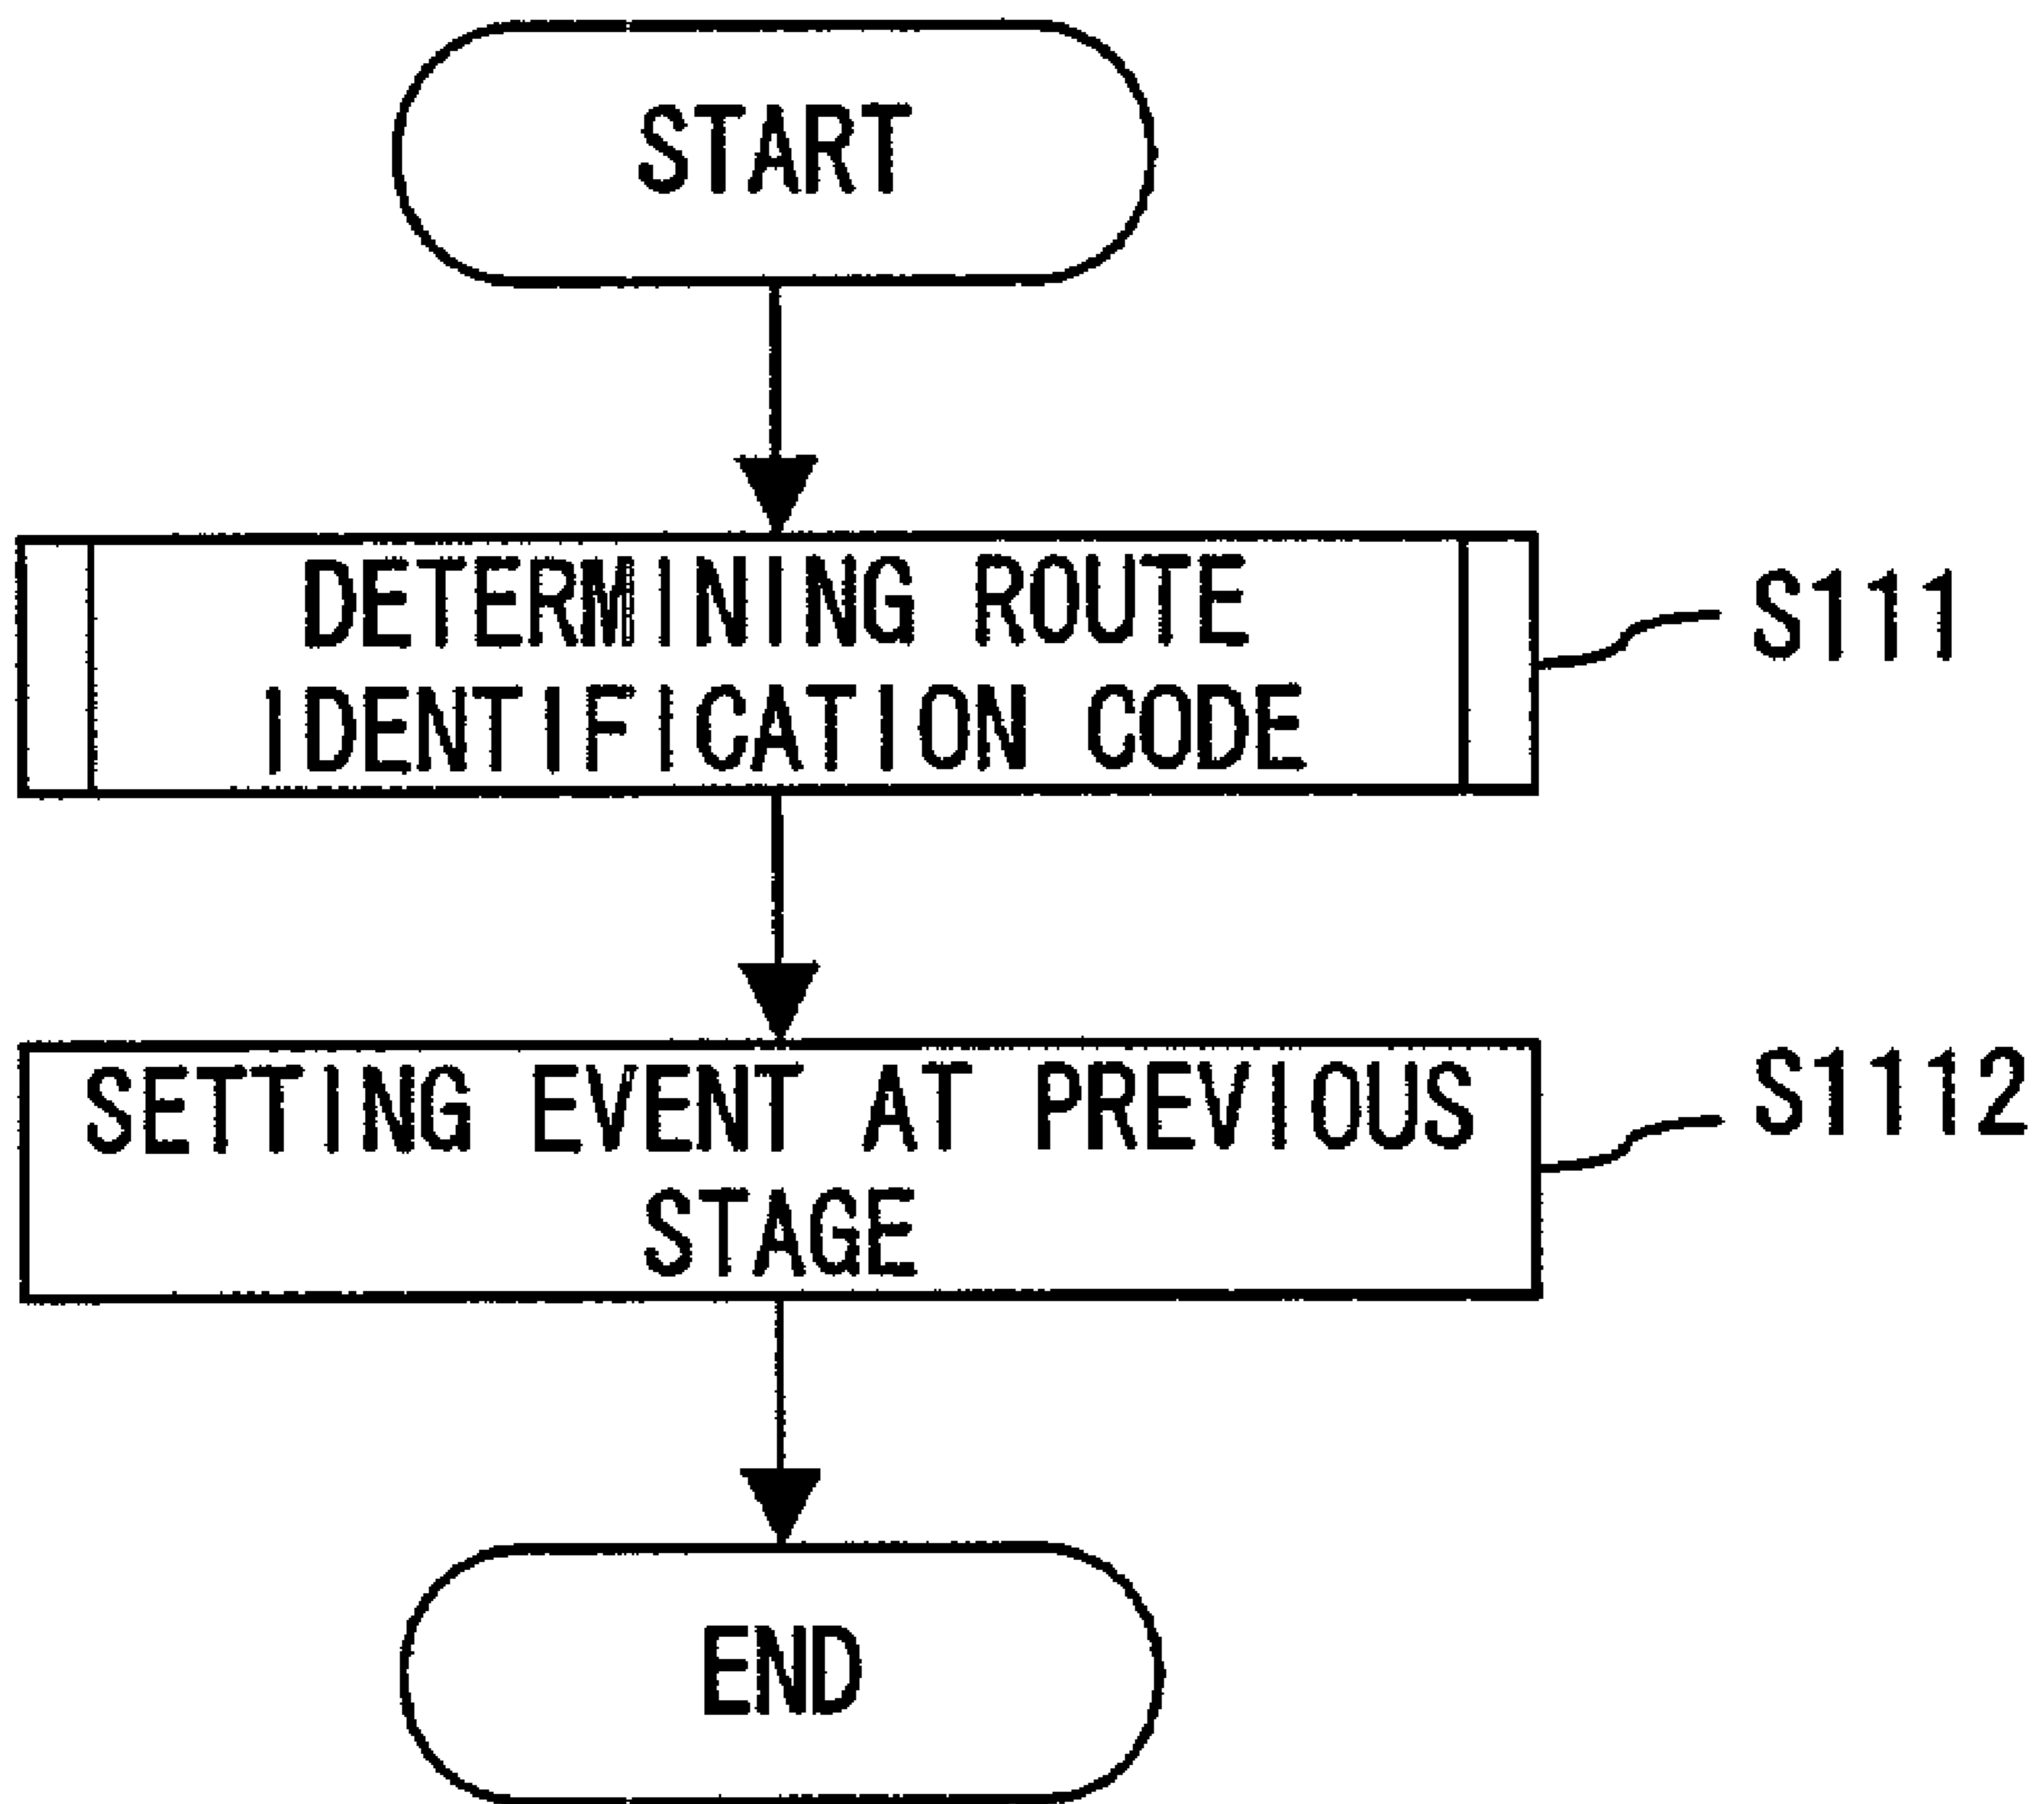 START
DETERMINING ROUTE
IDENTIFICATION CODE
S111
SETTING EVENT AT PREVIOUS
STAGE
S1112
END